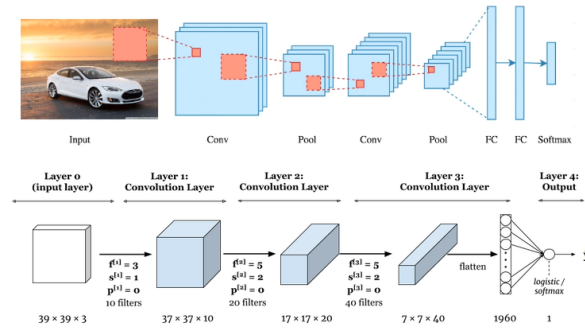 Input
Conv
Pool
Conv
Pool
FC
FC
Softmax
Layer 0
(input layer)
Layer 1:
Convolution Layer
Layer 2:
Convolution Layer
Layer 3:
Convolution Layer
Layer 4:
Output
f[1] = 3
s[1] = 1
p[1] = 0
10 filters
f[2] = 5
s[2] = 2
p[2] = 0
20 filters
f[3] = 5
s[3] = 2
p[3] = 0
40 filters
flatten
logistic /
softmax
39 × 39 × 3
37 × 37 × 10
17 × 17 × 20
7 × 7 × 40
1960
1